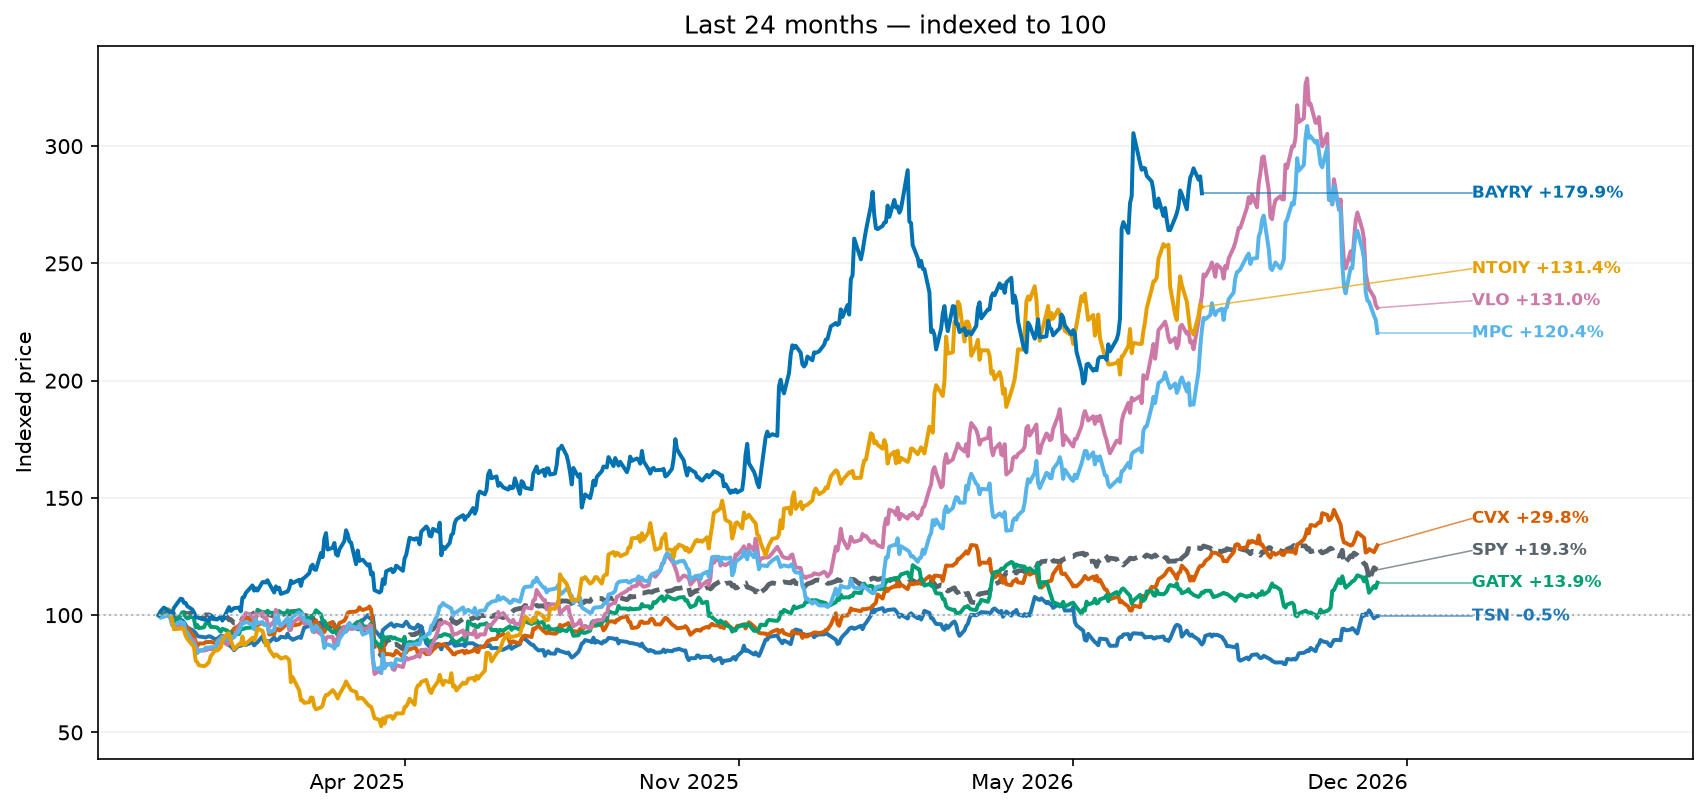 Last 24 months — indexed to 100
Indexed price
300
250
200
150
100
50
BAYRY +179.9%
NTOIY +131.4%
VLO +131.0%
MPC +120.4%
CVX +29.8%
SPY +19.3%
GATX +13.9%
TSN -0.5%
Apr 2025
Nov 2025
May 2026
Dec 2026